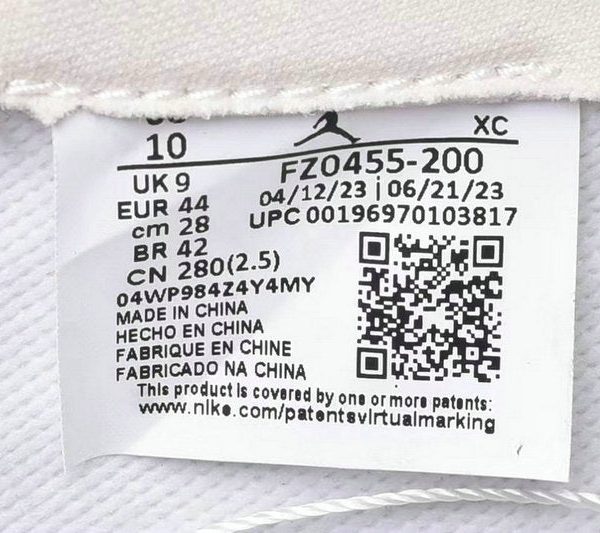 XC
10
FZ0455-200
UK 9
04/12/23 | 06/21/23
EUR 44
UPC 00196970103817
cm 28
BR 42
CN 280(2.5)
04WP984Z4Y4MY
MADE IN CHINA
HECHO EN CHINA
FABRIQUE EN CHINE
FABRICADO NA CHINA
This product is covered by one or more patents:
www.nike.com/patentsvirtualmarking